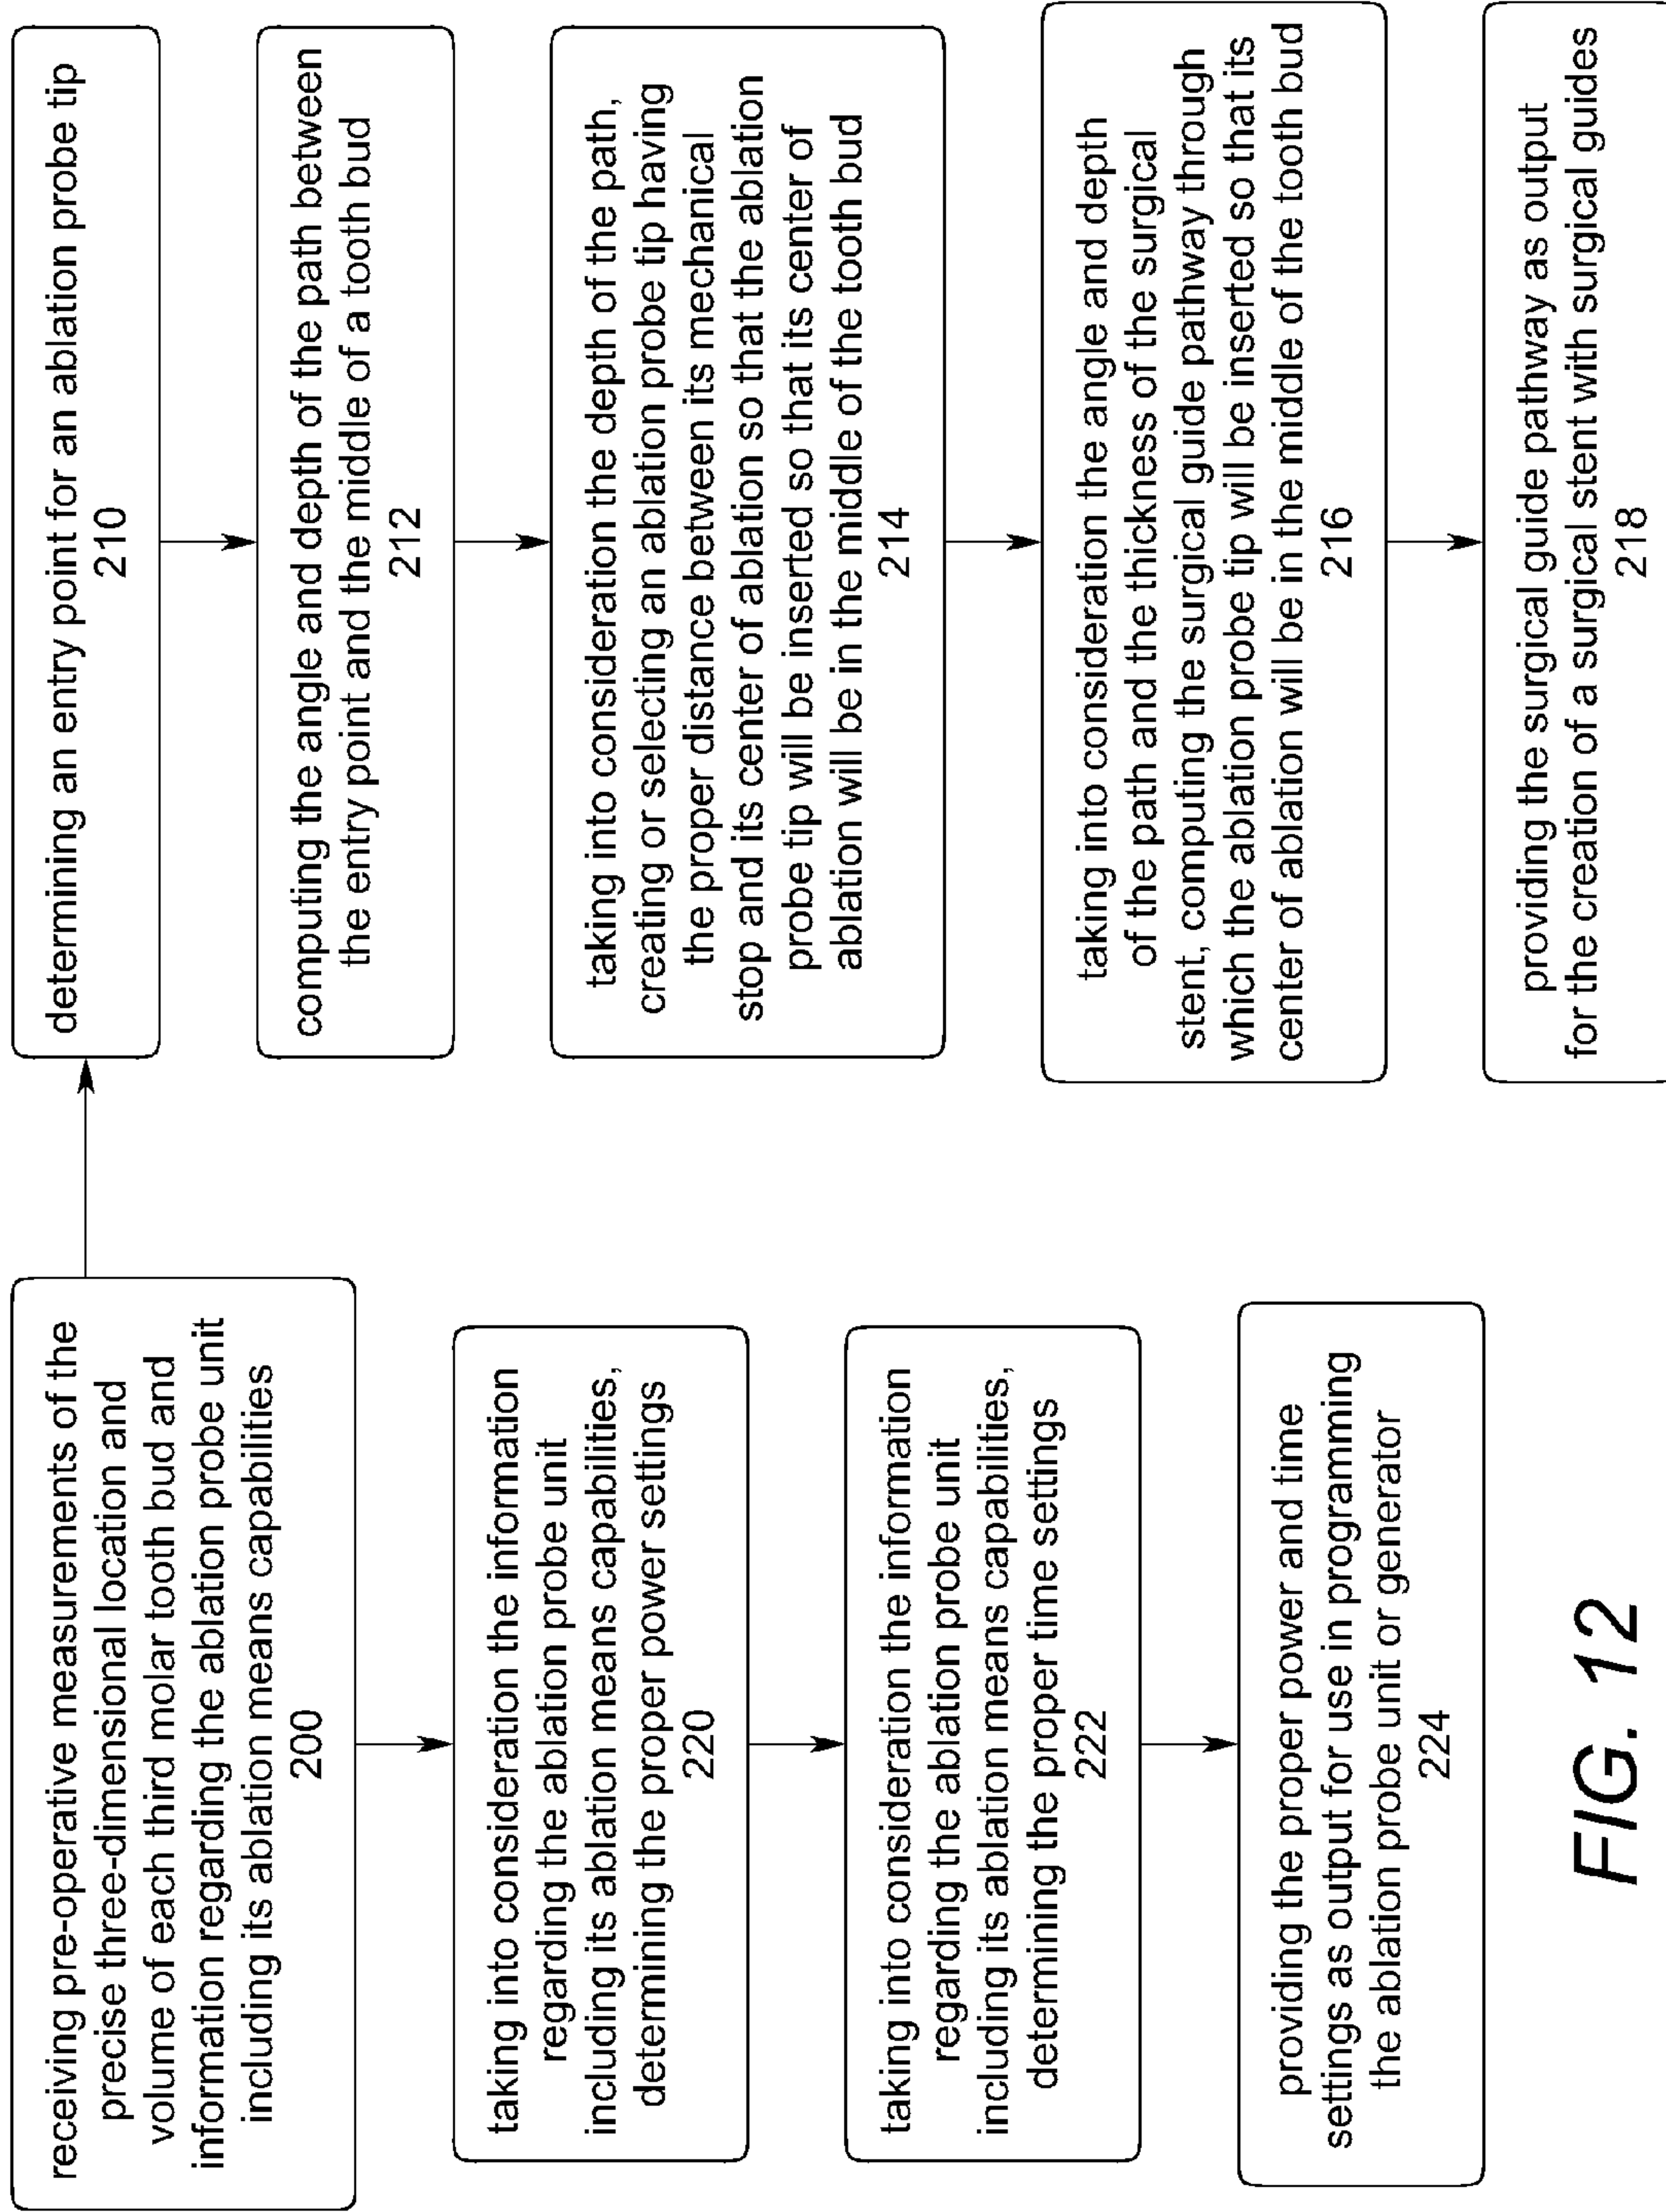 receiving pre-operative measurements of the
precise three-dimensional location and
volume of each third molar tooth bud and
information regarding the ablation probe unit
including its ablation means capabilities
200
taking into consideration the information
regarding the ablation probe unit
including its ablation means capabilities,
determining the proper power settings
220
taking into consideration the information
regarding the ablation probe unit
including its ablation means capabilities,
determining the proper time settings
222
providing the proper power and time
settings as output for use in programming
the ablation probe unit or generator
224
determining an entry point for an ablation probe tip
210
computing the angle and depth of the path between
the entry point and the middle of a tooth bud
212
taking into consideration the depth of the path,
creating or selecting an ablation probe tip having
the proper distance between its mechanical
stop and its center of ablation so that the ablation
probe tip will be inserted so that its center of
ablation will be in the middle of the tooth bud
214
taking into consideration the angle and depth
of the path and the thickness of the surgical
stent, computing the surgical guide pathway through
which the ablation probe tip will be inserted so that its
center of ablation will be in the middle of the tooth bud
216
providing the surgical guide pathway as output
for the creation of a surgical stent with surgical guides
218
FIG. 12